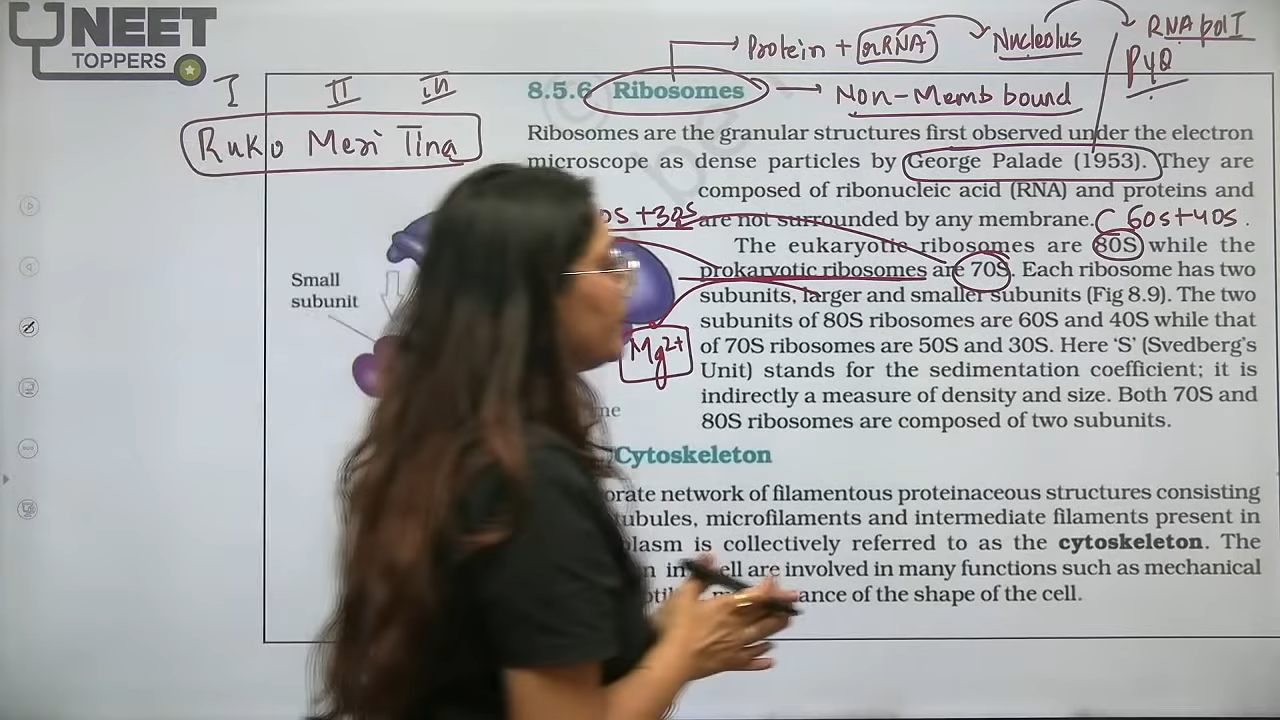 NEET
TOPPERS
I II III
Ruko Meri Tina
Protein + rRNA Nucleolus RNA pol I
PYQ
8.5.6 Ribosomes Non-Memb bound
Ribosomes are the granular structures first observed under the electron
microscope as dense particles by George Palade (1953). They are
composed of ribonucleic acid (RNA) and proteins and
+30S are not surrounded by any membrane. 60s+40s.
The eukaryotic ribosomes are 80S while the
prokaryotic ribosomes are 70S. Each ribosome has two
subunits, larger and smaller subunits (Fig 8.9). The two
subunits of 80S ribosomes are 60S and 40S while that
of 70S ribosomes are 50S and 30S. Here ‘S’ (Svedberg’s
Unit) stands for the sedimentation coefficient; it is
indirectly a measure of density and size. Both 70S and
80S ribosomes are composed of two subunits.
Small
subunit
Mg2+
Cytoskeleton
network of filamentous proteinaceous structures consisting
microfilaments and intermediate filaments present in
is collectively referred to as the cytoskeleton. The
are involved in many functions such as mechanical
of the shape of the cell.